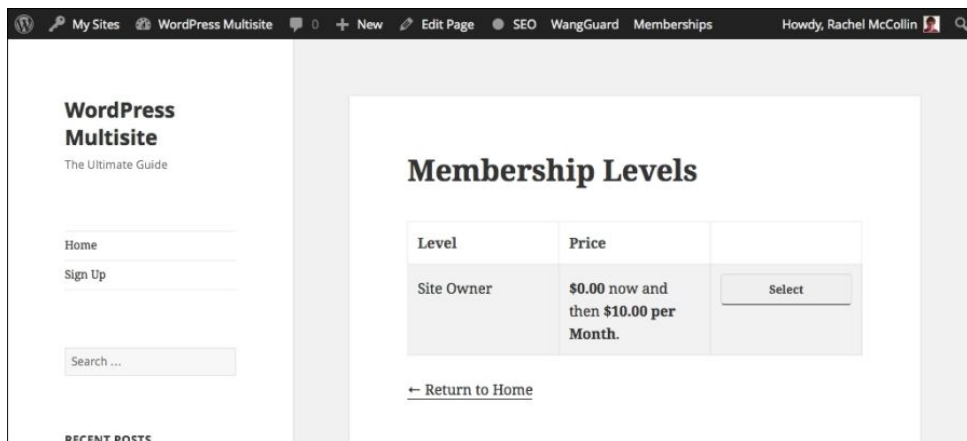 My Sites WordPress Multisite 0 New Edit Page SEO WangGuard Memberships Howdy, Rachel McCollin
WordPress
Multisite
The Ultimate Guide
Home
Sign Up
Search ...
RECENT POSTS
Membership Levels
Level Price
Site Owner $0.00 now and Select
then $10.00 per
Month.
← Return to Home